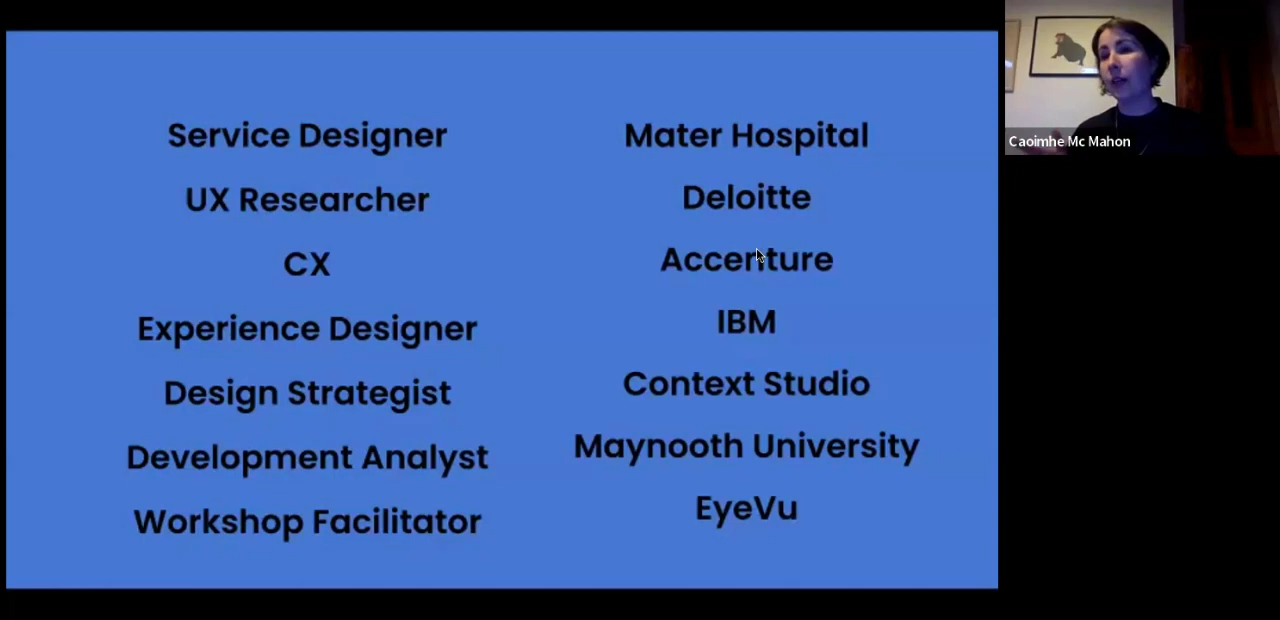 Service Designer
UX Researcher
CX
Experience Designer
Design Strategist
Development Analyst
Workshop Facilitator
Mater Hospital
Deloitte
Accenture
IBM
Context Studio
Maynooth University
EyeVu
Caoimhe Mc Mahon